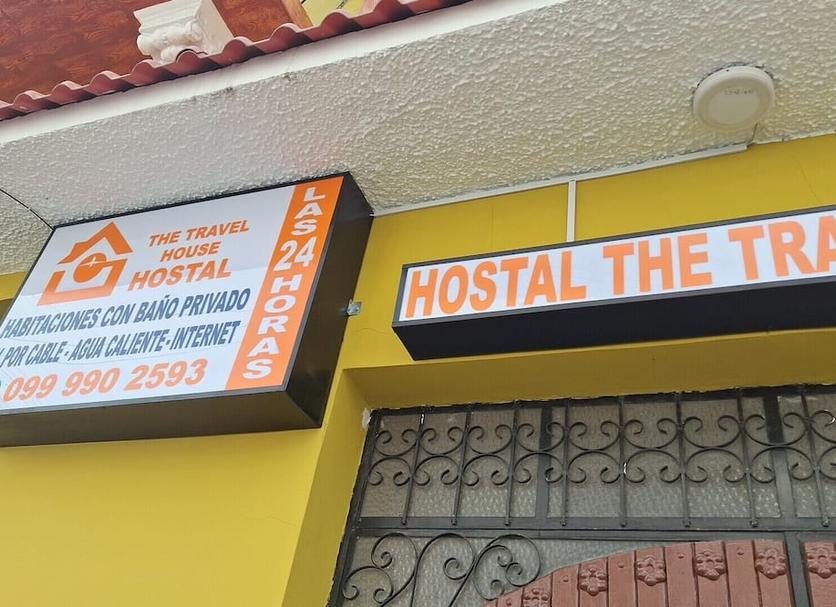 THE TRAVEL
HOUSE
HOSTAL
HABITACIONES CON BAÑO PRIVADO
POR CABLE - AGUA CALIENTE - INTERNET
099 990 2593
LAS 24 HORAS
HOSTAL THE TRA